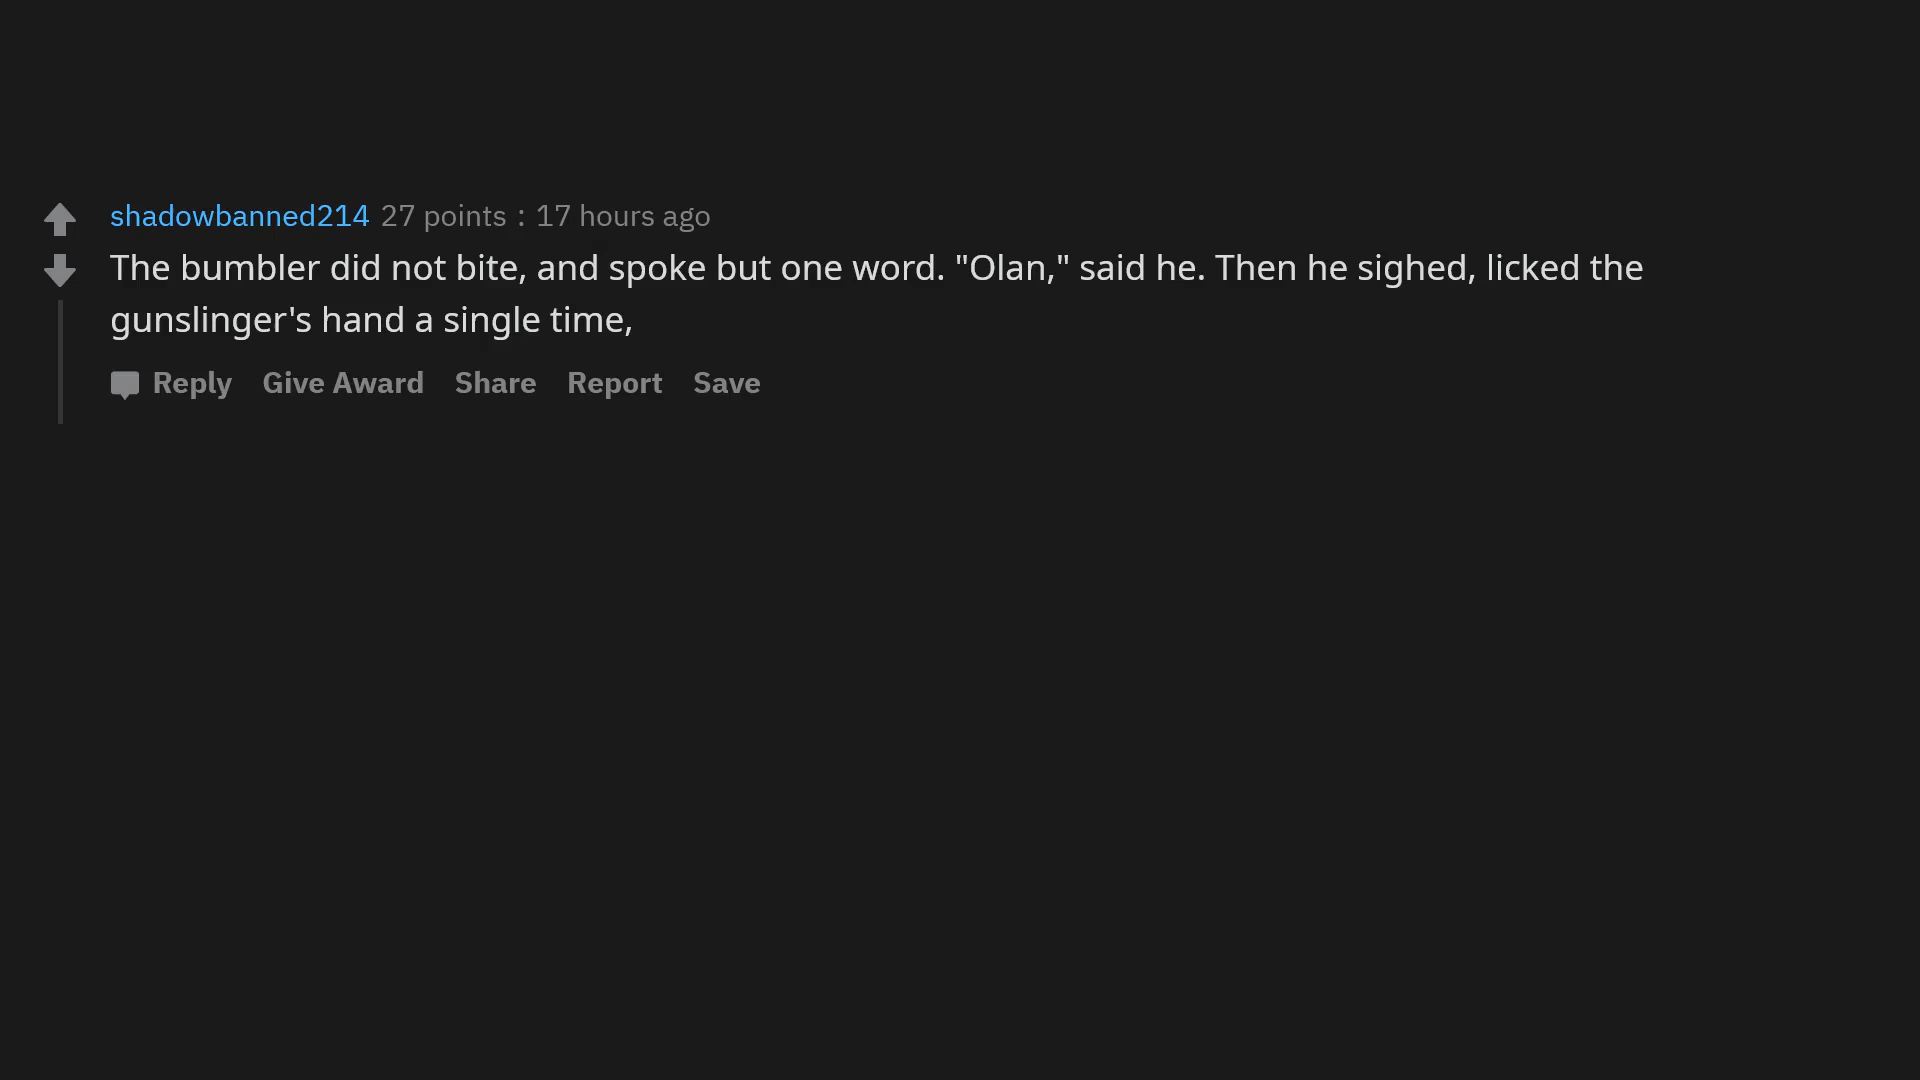 shadowbanned214 27 points : 17 hours ago
The bumbler did not bite, and spoke but one word. "Olan," said he. Then he sighed, licked the
gunslinger's hand a single time,
Reply Give Award Share Report Save